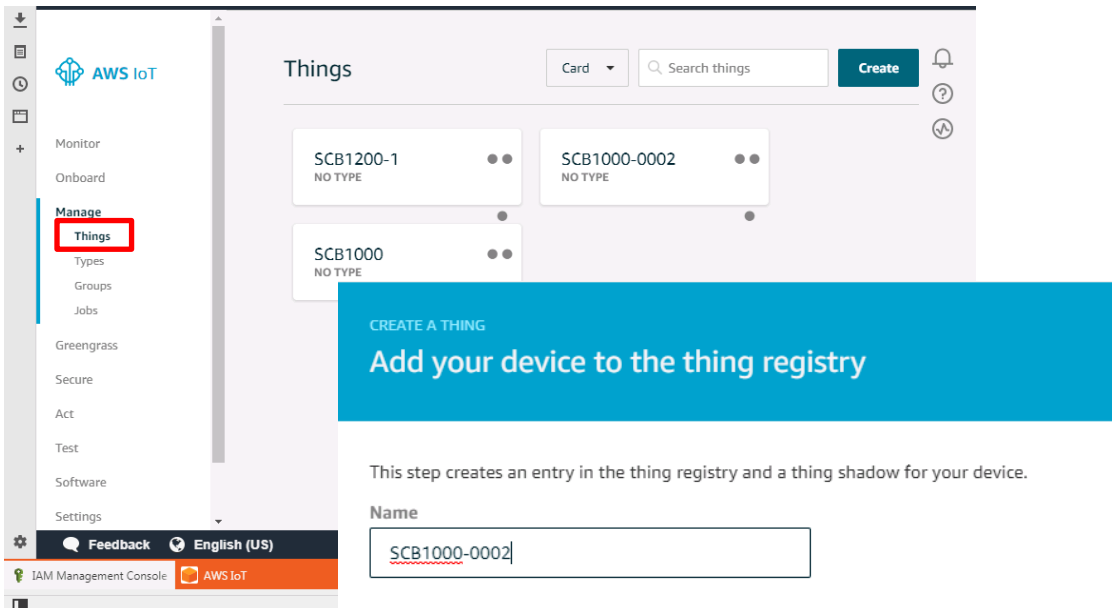 AWS IoT
Monitor
Onboard
Manage
Things
Types
Groups
Jobs
Greengrass
Secure
Act
Test
Software
Settings
Things
Card
Search things
Create
SCB1200-1
NO TYPE
SCB1000-0002
NO TYPE
SCB1000
NO TYPE
CREATE A THING
Add your device to the thing registry
This step creates an entry in the thing registry and a thing shadow for your device.
Name
SCB1000-0002
Feedback English (US)
IAM Management Console AWS IoT